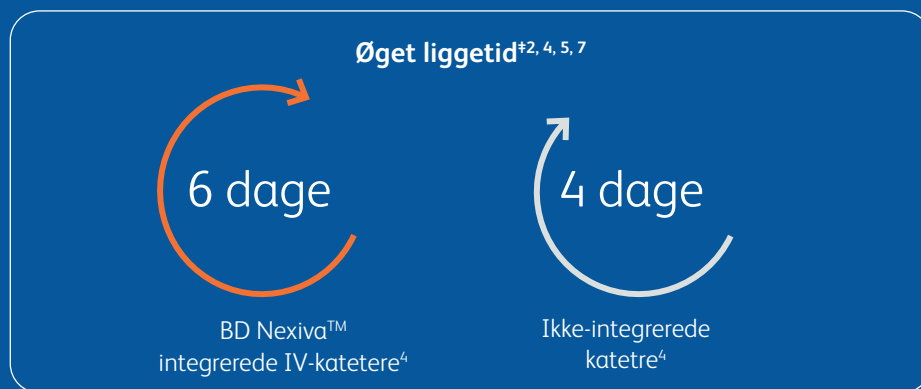 Øget liggetid‡2, 4, 5, 7
6 dage
4 dage
BD Nexiva™
integrerede IV-katetere4
Ikke-integrerede
katetre4